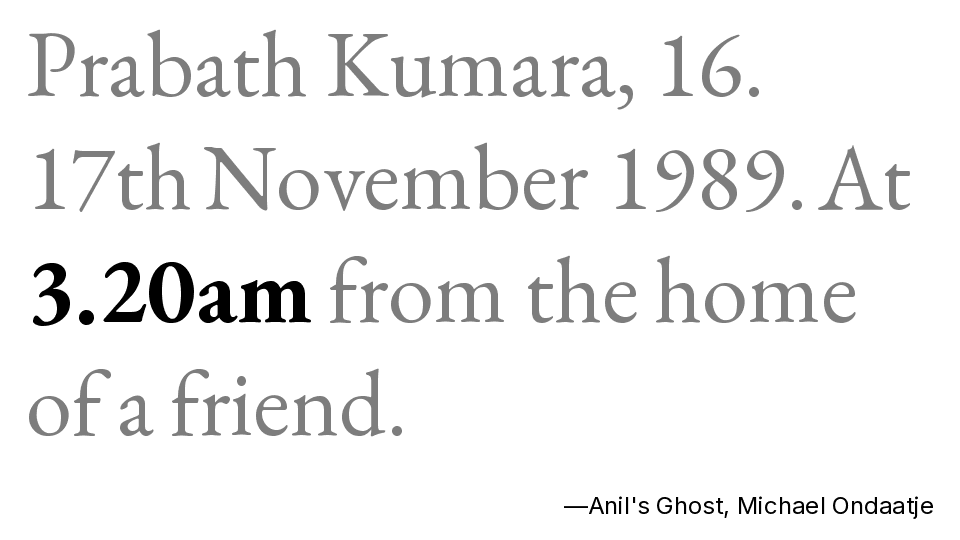 Prabath Kumara, 16.
17th November 1989. At
3.20am from the home
of a friend.
—Anil's Ghost, Michael Ondaatje